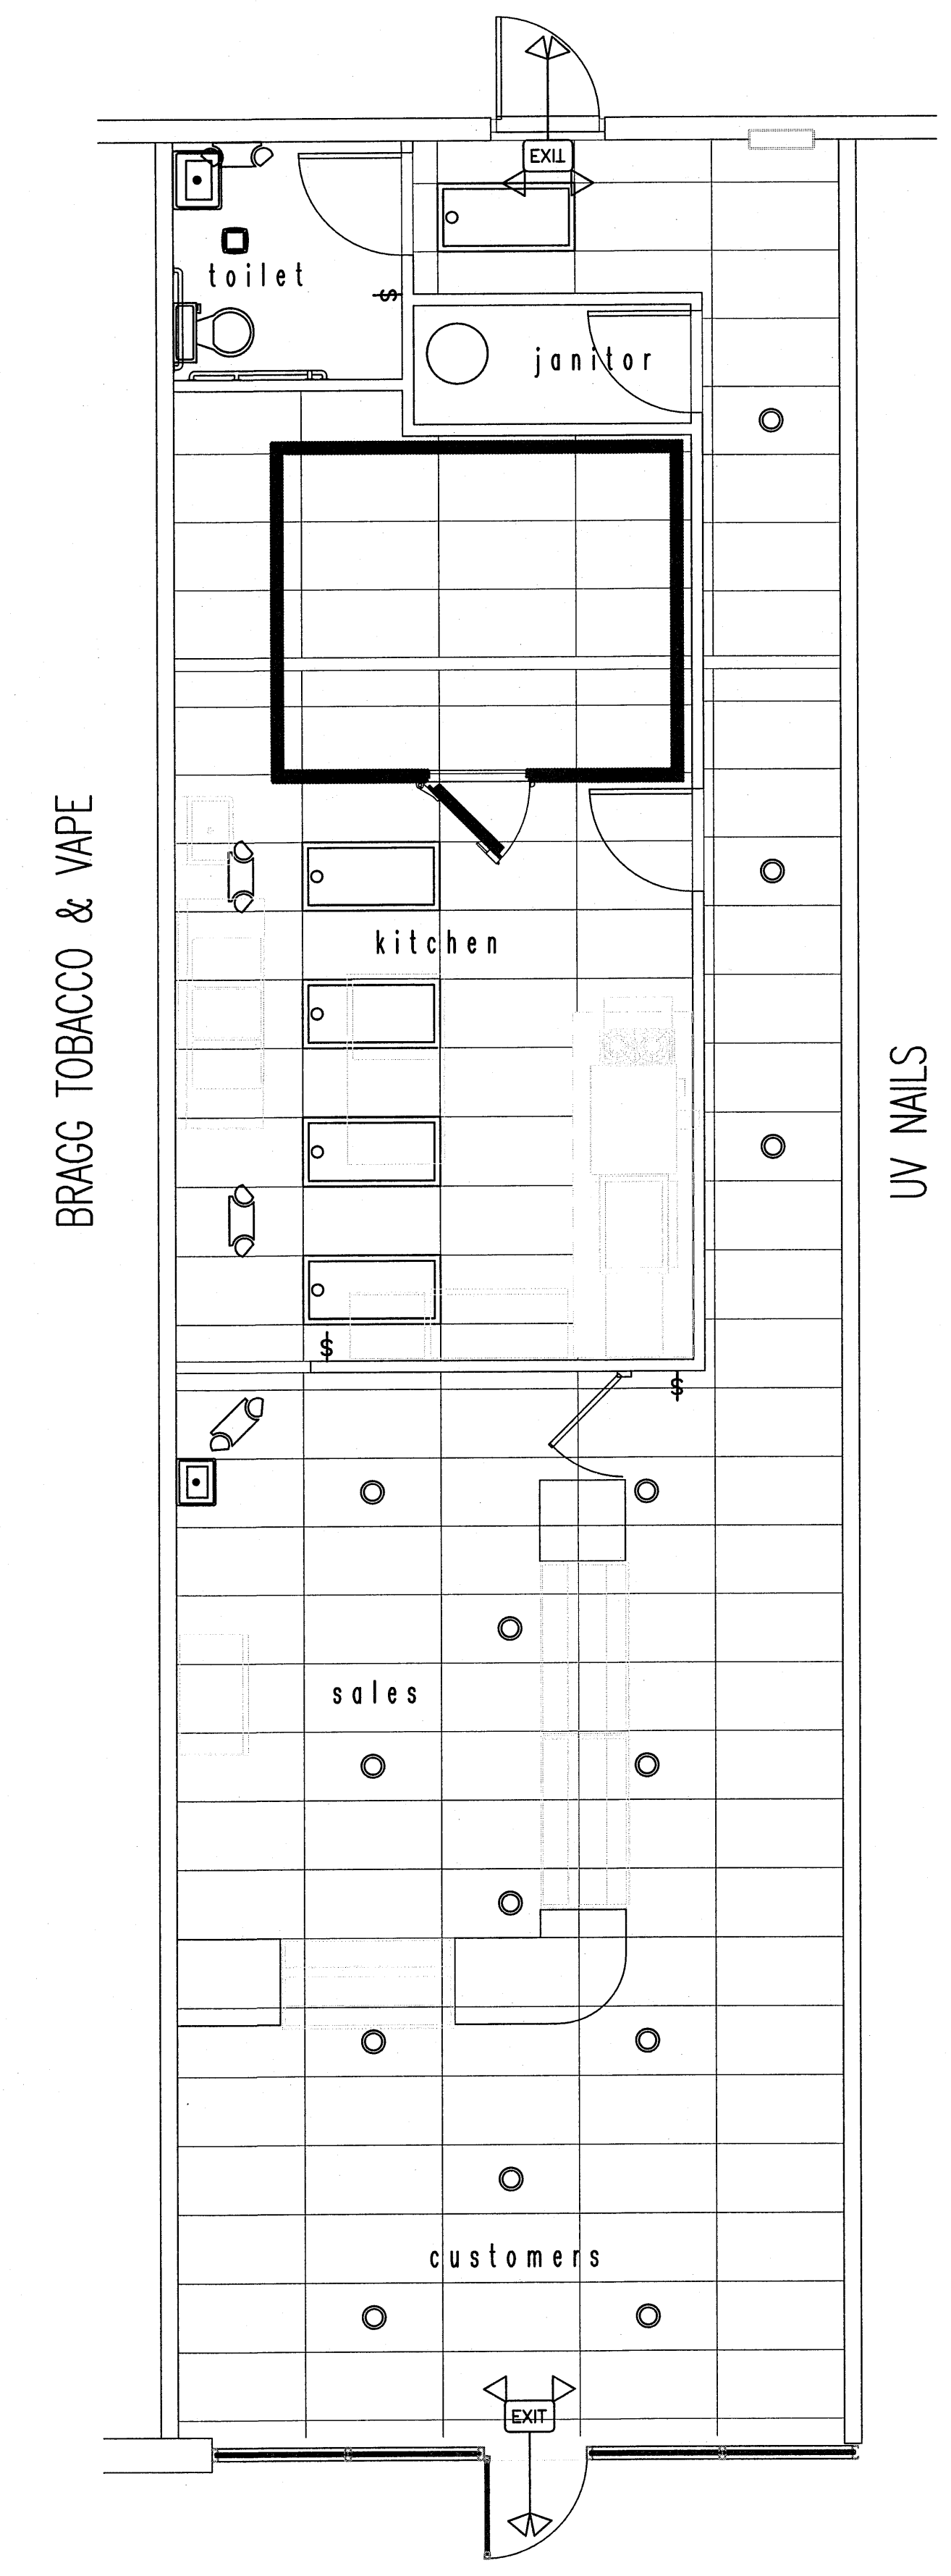 EXIT
toilet
$
janitor
BRAGG TOBACCO & VAPE
kitchen
UV NAILS
$
$
sales
customers
EXIT